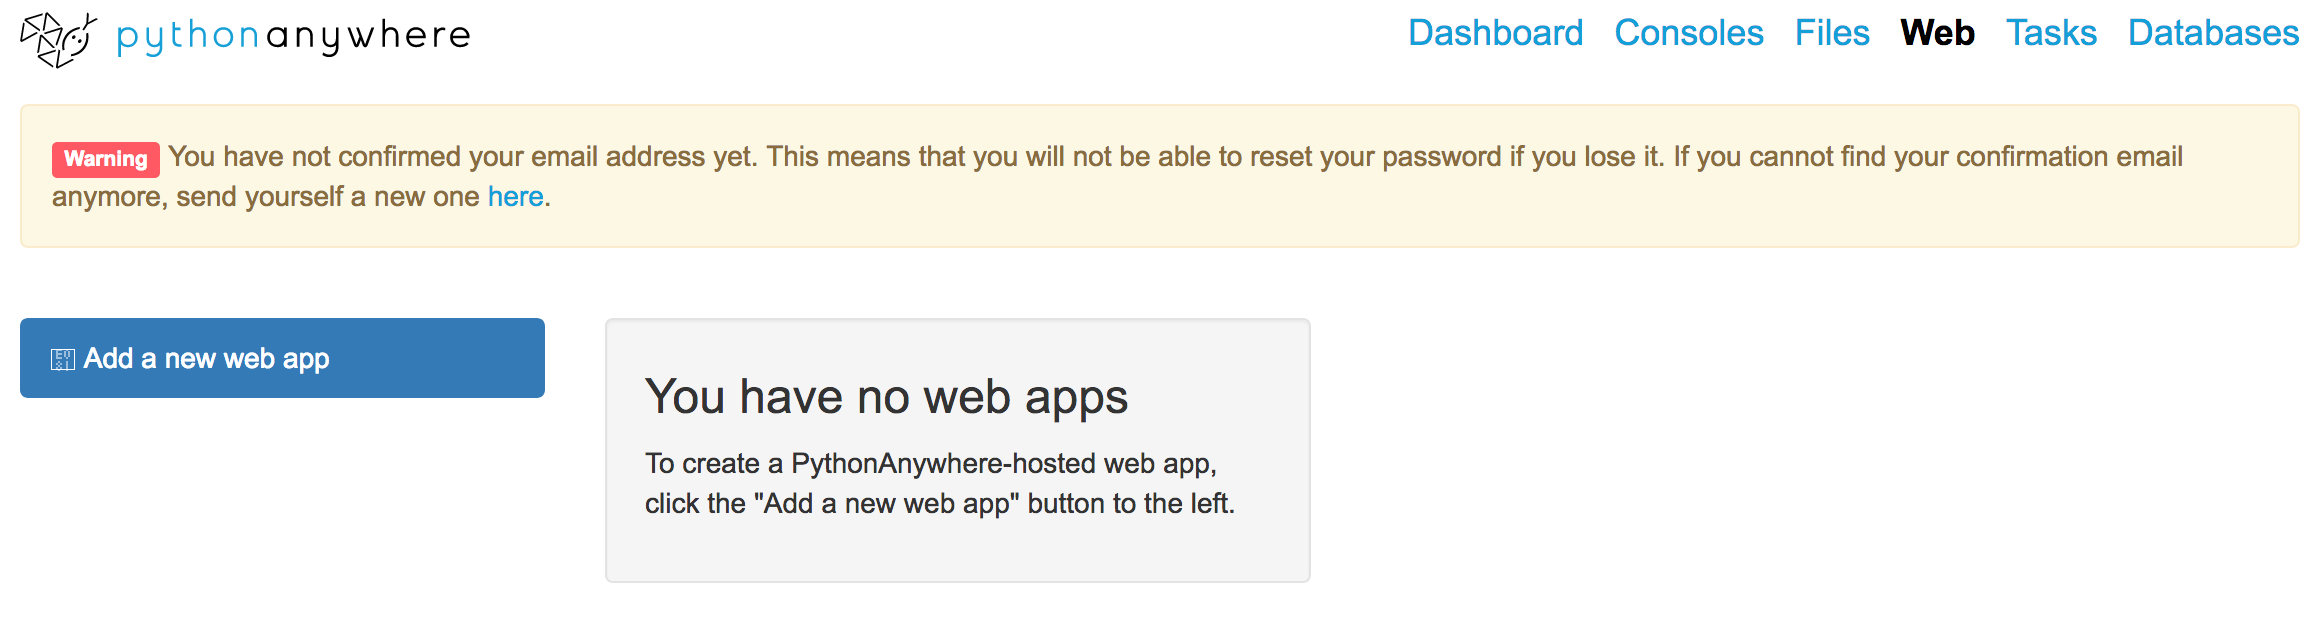 pythonanywhere
Dashboard Consoles Files Web Tasks Databases
Warning You have not confirmed your email address yet. This means that you will not be able to reset your password if you lose it. If you cannot find your confirmation email
anymore, send yourself a new one here.
Add a new web app
You have no web apps
To create a PythonAnywhere-hosted web app,
click the "Add a new web app" button to the left.